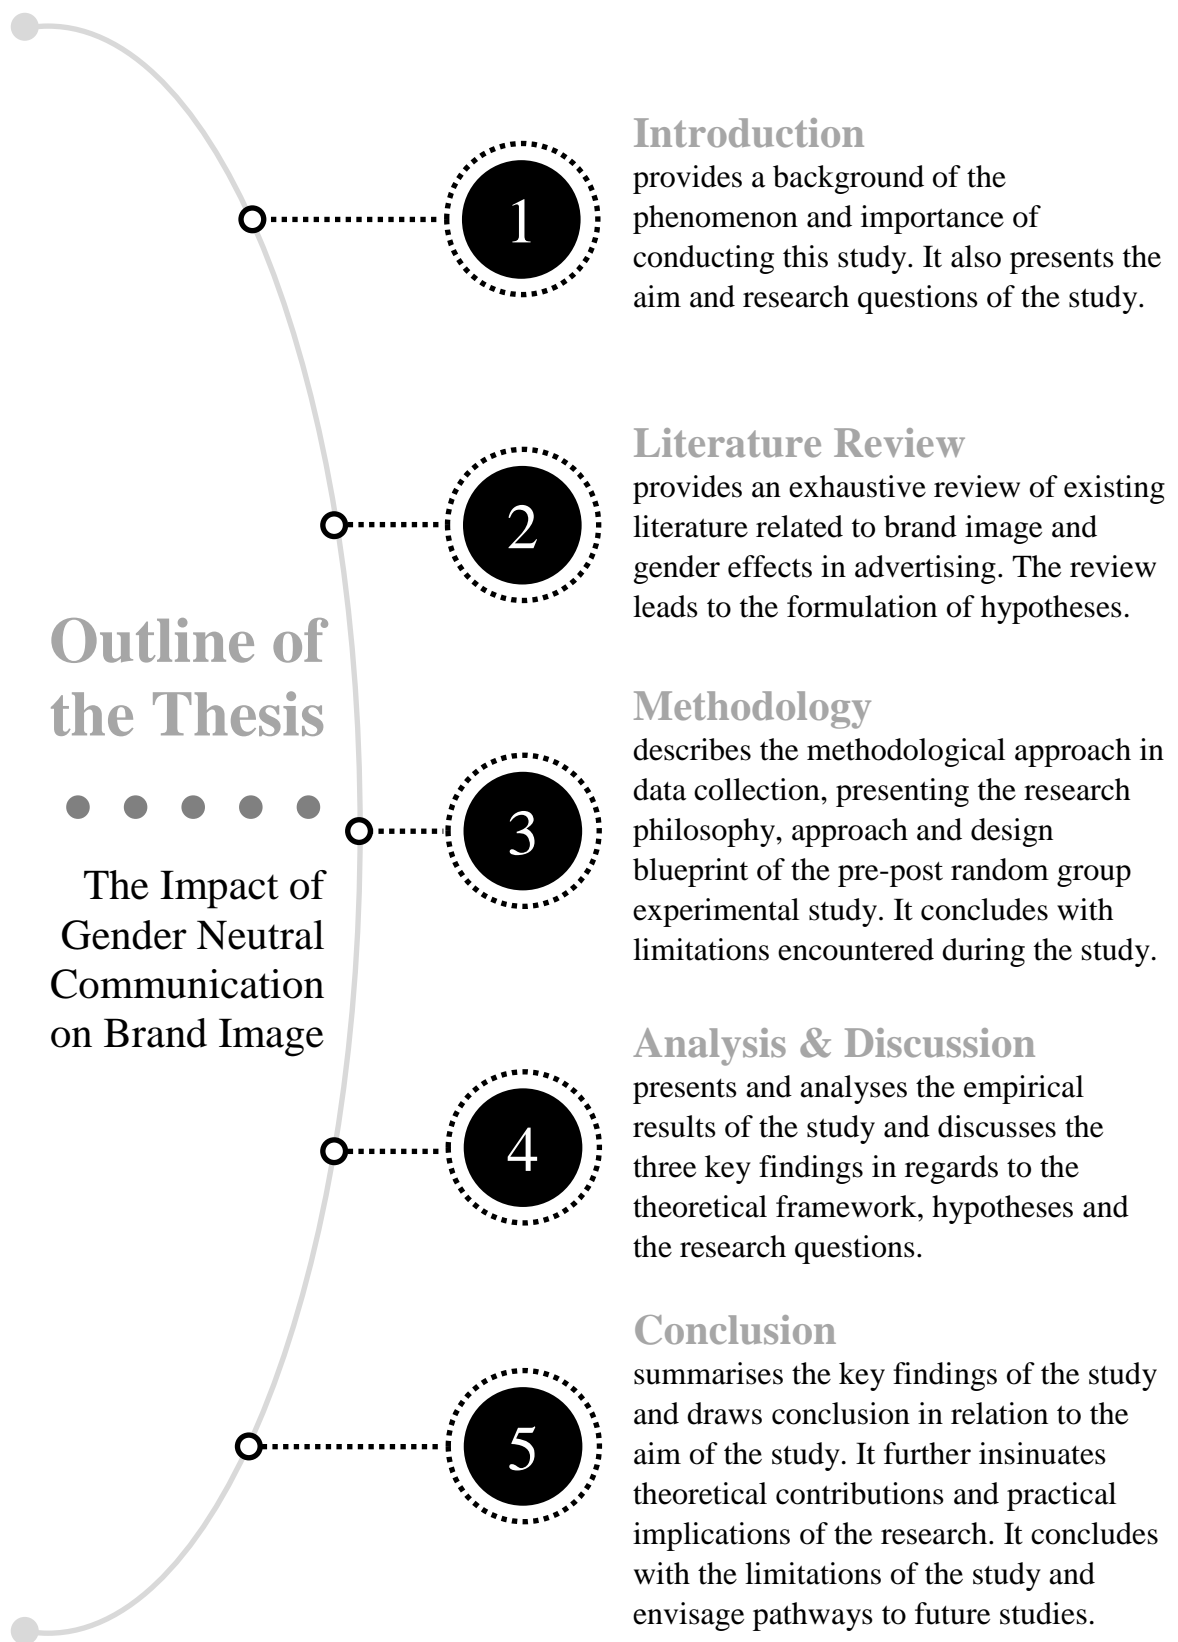 Outline of
the Thesis
The Impact of
Gender Neutral
Communication
on Brand Image
1
Introduction
provides a background of the
phenomenon and importance of
conducting this study. It also presents the
aim and research questions of the study.
2
Literature Review
provides an exhaustive review of existing
literature related to brand image and
gender effects in advertising. The review
leads to the formulation of hypotheses.
3
Methodology
describes the methodological approach in
data collection, presenting the research
philosophy, approach and design
blueprint of the pre-post random group
experimental study. It concludes with
limitations encountered during the study.
4
Analysis & Discussion
presents and analyses the empirical
results of the study and discusses the
three key findings in regards to the
theoretical framework, hypotheses and
the research questions.
5
Conclusion
summarises the key findings of the study
and draws conclusion in relation to the
aim of the study. It further insinuates
theoretical contributions and practical
implications of the research. It concludes
with the limitations of the study and
envisage pathways to future studies.